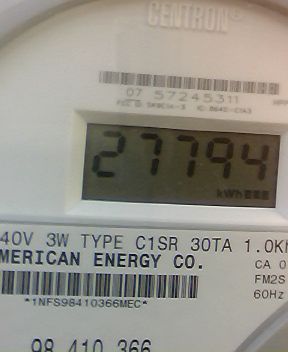 CENTRON®
07 57245311
27794
kWh
40V 3W TYPE C1SR 30TA 1.0K
MERICAN ENERGY CO.
CA 0
FM2S
60Hz
*1NFS98410366MEC*
98 410 366